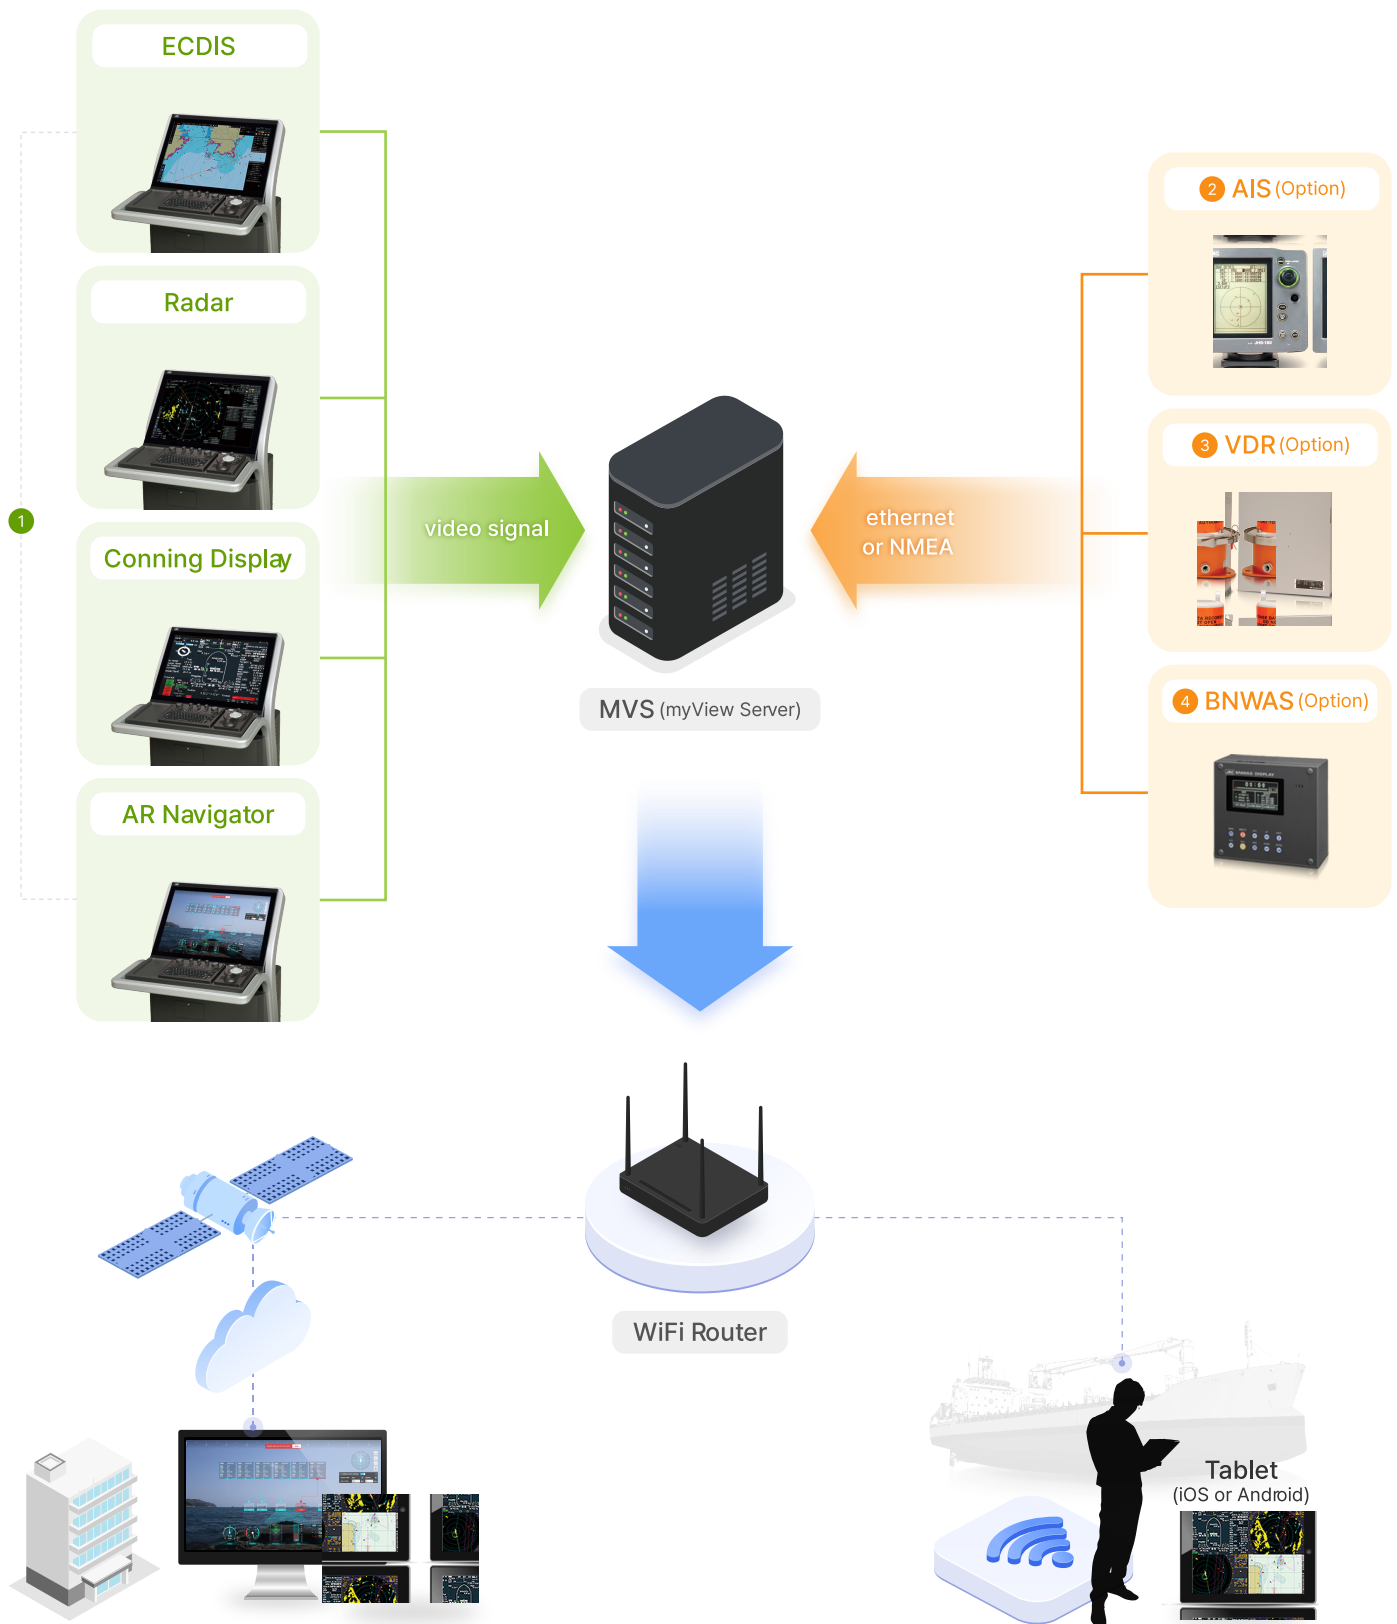 ECDIS
Radar
1
Conning Display
AR Navigator
video signal
MVS (myView Server)
ethernet
or NMEA
2 AIS (Option)
3 VDR (Option)
4 BNWAS (Option)
WiFi Router
Tablet
(iOS or Android)